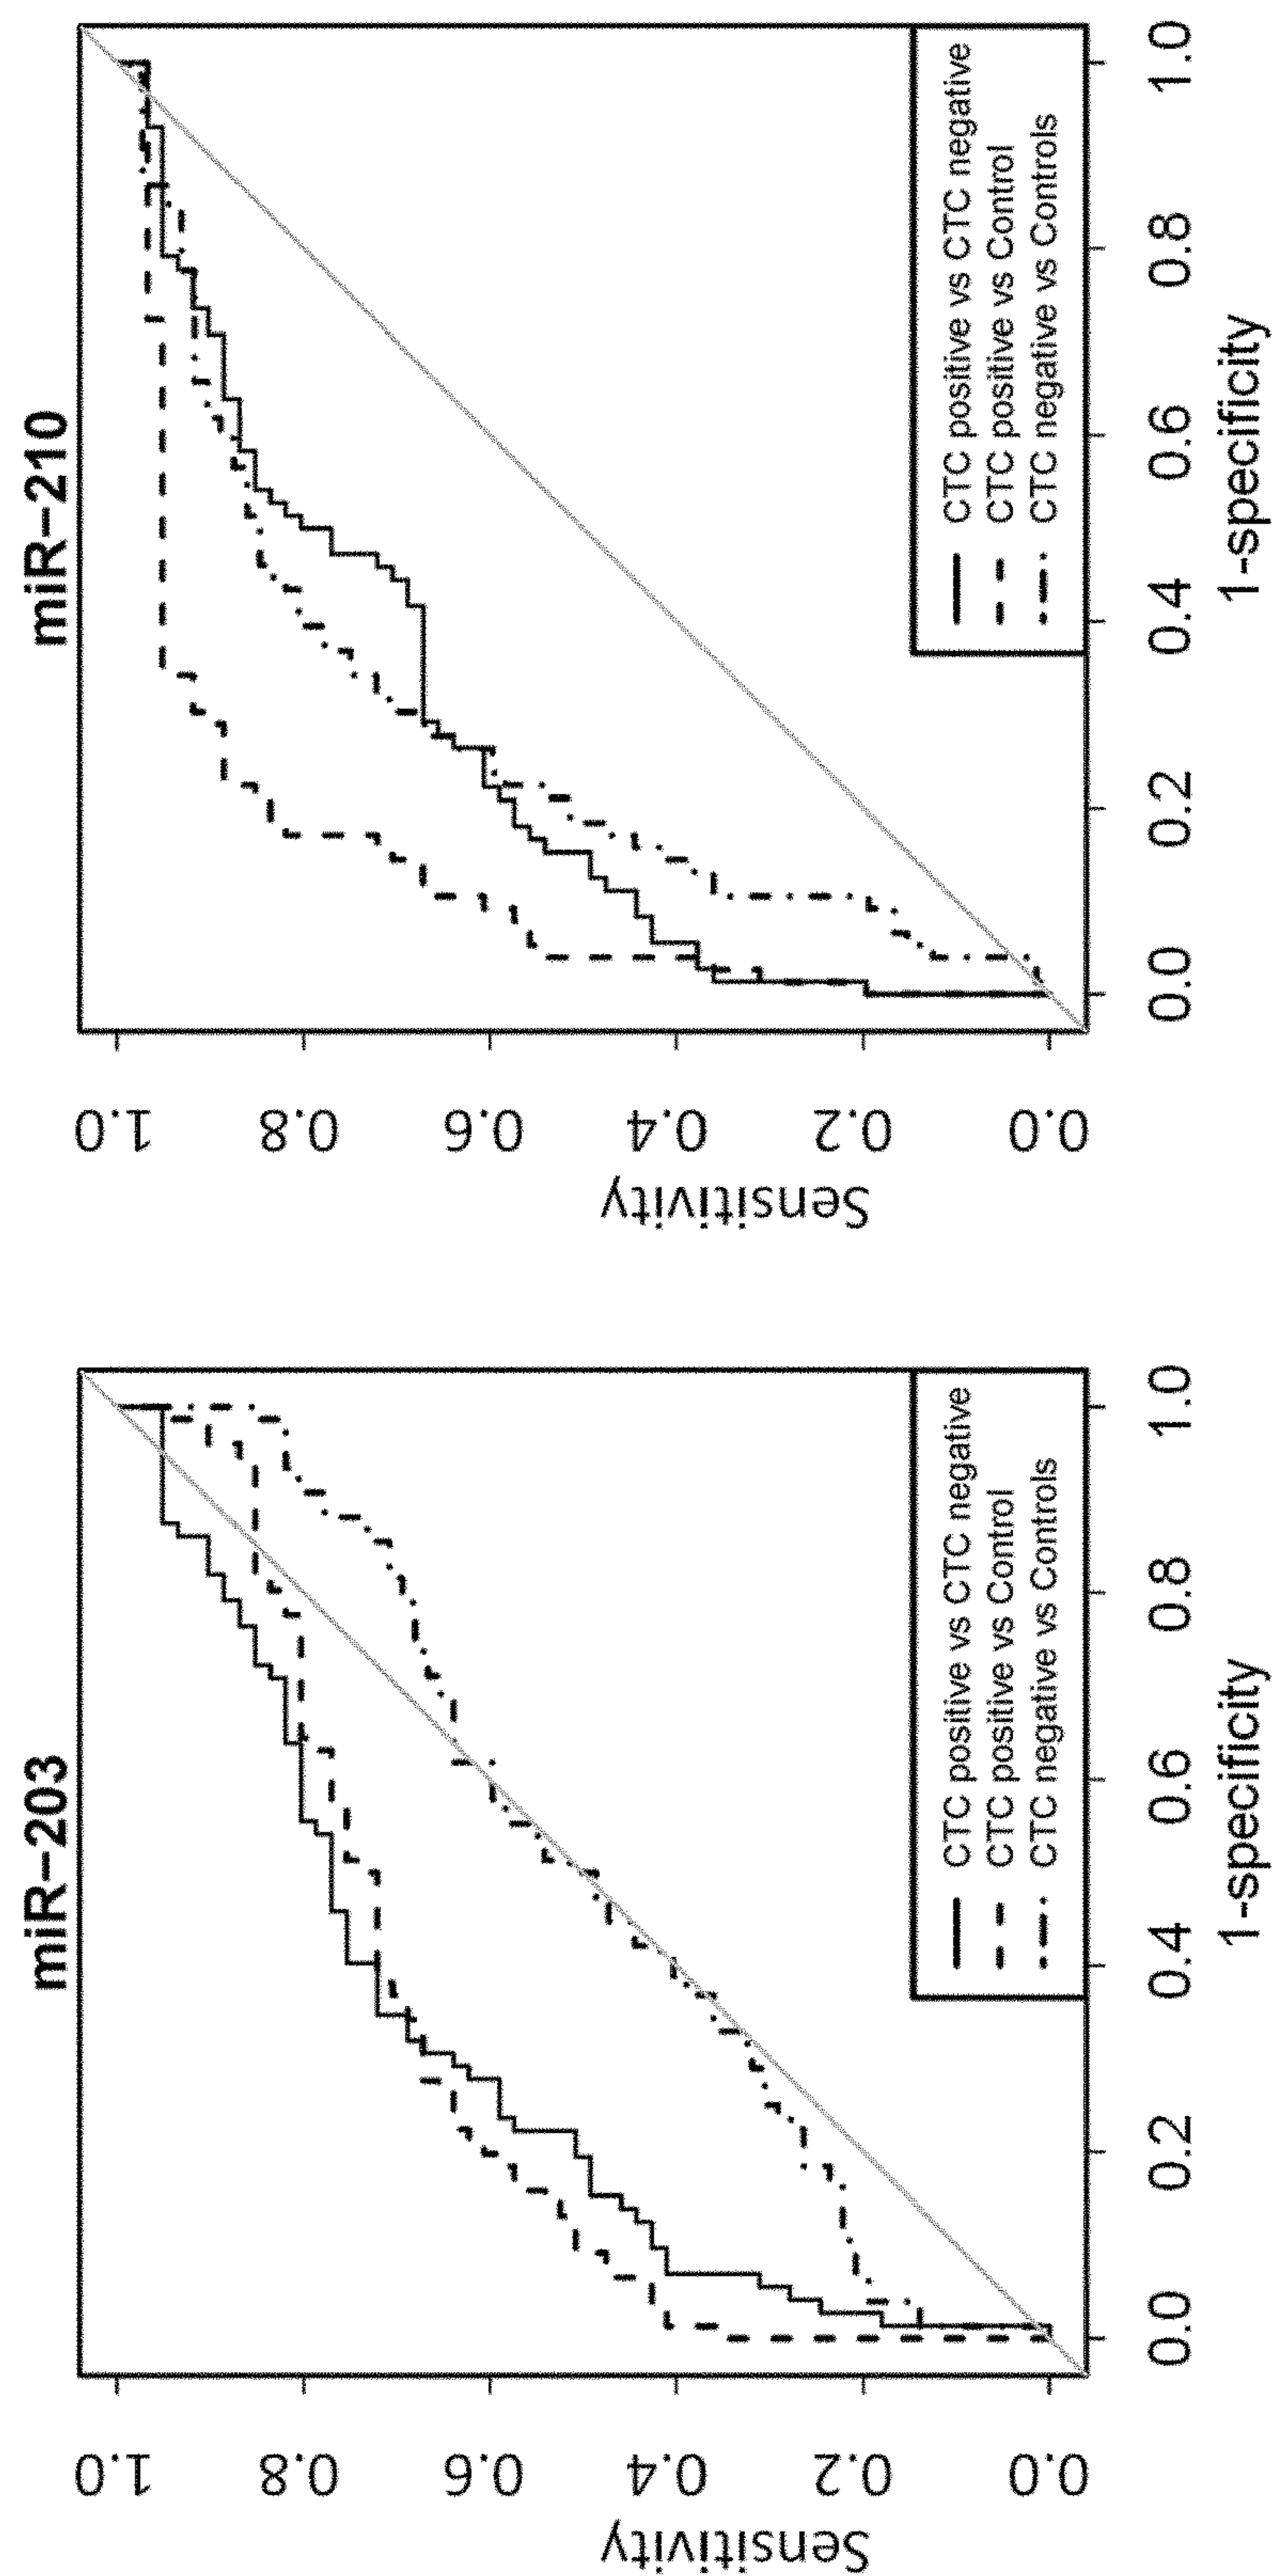 miR−203
Sensitivity
1.0
0.8
0.6
0.4
0.2
0.0
CTC positive vs CTC negative
CTC positive vs Control
CTC negative vs Controls
0.0 0.2 0.4 0.6 0.8 1.0
1-specificity
miR−210
Sensitivity
1.0
0.8
0.6
0.4
0.2
0.0
CTC positive vs CTC negative
CTC positive vs Control
CTC negative vs Controls
0.0 0.2 0.4 0.6 0.8 1.0
1-specificity